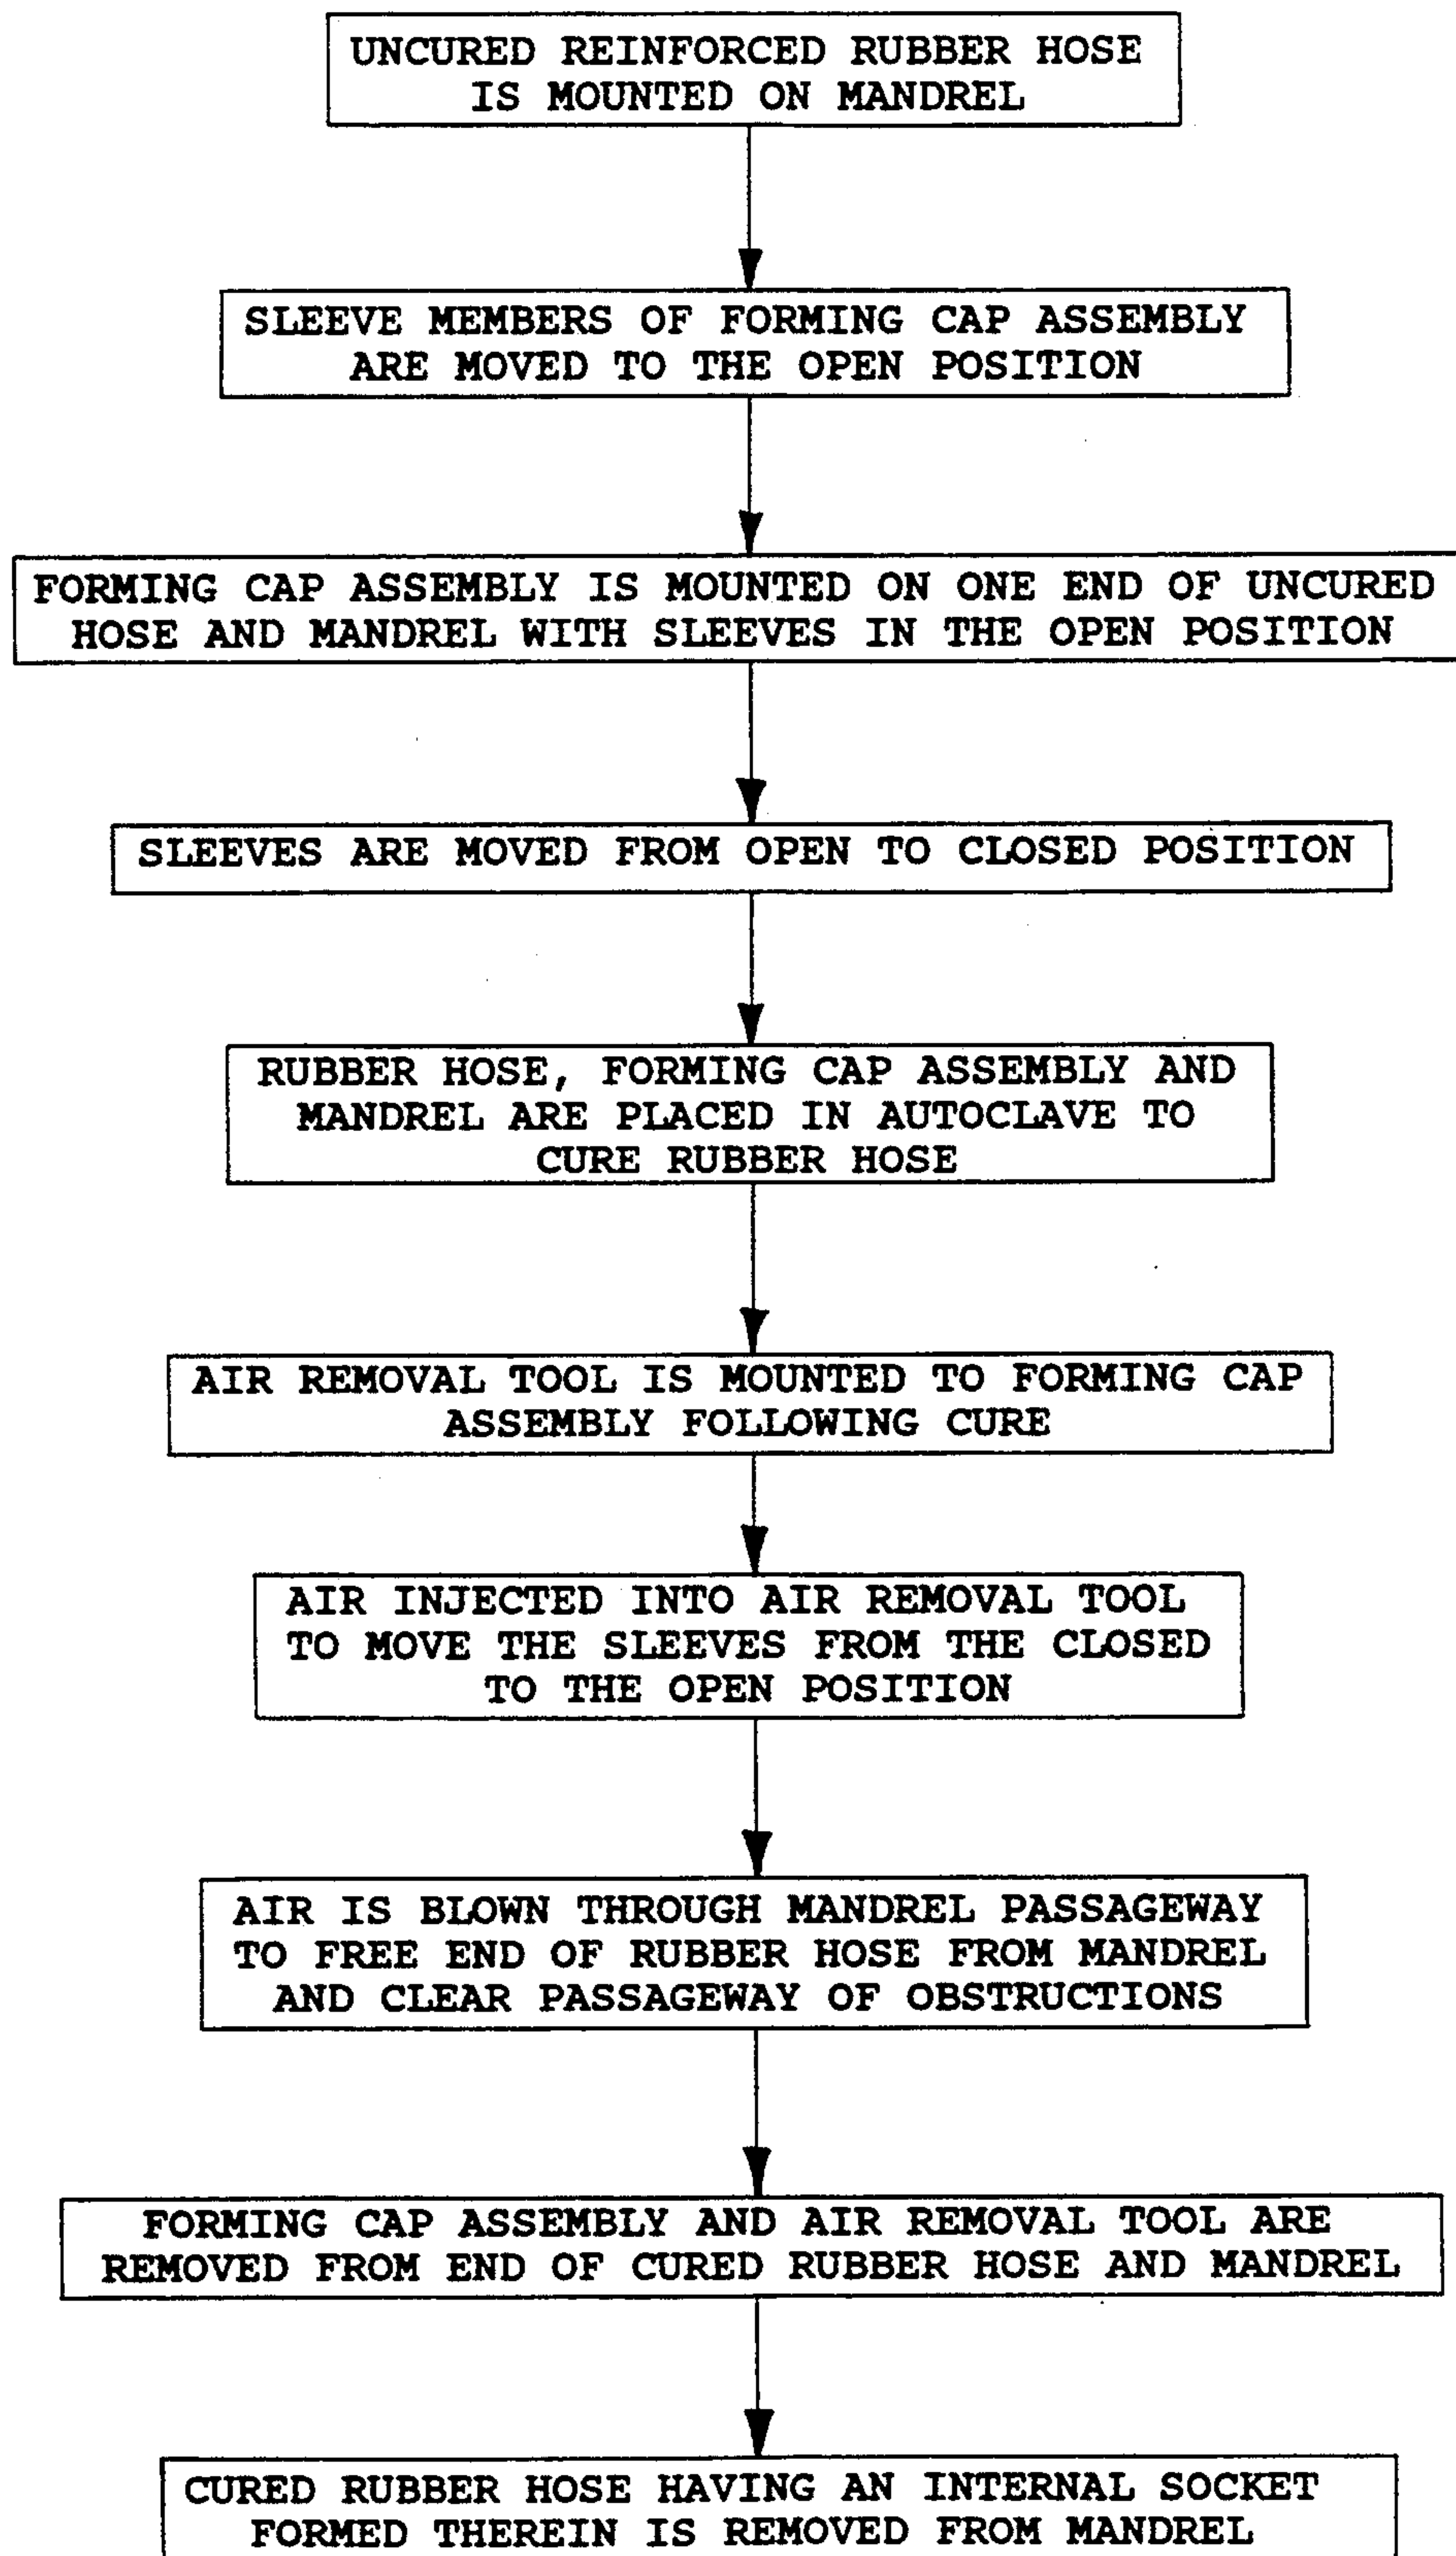 UNCURED REINFORCED RUBBER HOSE
IS MOUNTED ON MANDREL
SLEEVE MEMBERS OF FORMING CAP ASSEMBLY
ARE MOVED TO THE OPEN POSITION
FORMING CAP ASSEMBLY IS MOUNTED ON ONE END OF UNCURED
HOSE AND MANDREL WITH SLEEVES IN THE OPEN POSITION
SLEEVES ARE MOVED FROM OPEN TO CLOSED POSITION
RUBBER HOSE, FORMING CAP ASSEMBLY AND
MANDREL ARE PLACED IN AUTOCLAVE TO
CURE RUBBER HOSE
AIR REMOVAL TOOL IS MOUNTED TO FORMING CAP
ASSEMBLY FOLLOWING CURE
AIR INJECTED INTO AIR REMOVAL TOOL
TO MOVE THE SLEEVES FROM THE CLOSED
TO THE OPEN POSITION
AIR IS BLOWN THROUGH MANDREL PASSAGEWAY
TO FREE END OF RUBBER HOSE FROM MANDREL
AND CLEAR PASSAGEWAY OF OBSTRUCTIONS
FORMING CAP ASSEMBLY AND AIR REMOVAL TOOL ARE
REMOVED FROM END OF CURED RUBBER HOSE AND MANDREL
CURED RUBBER HOSE HAVING AN INTERNAL SOCKET
FORMED THEREIN IS REMOVED FROM MANDREL